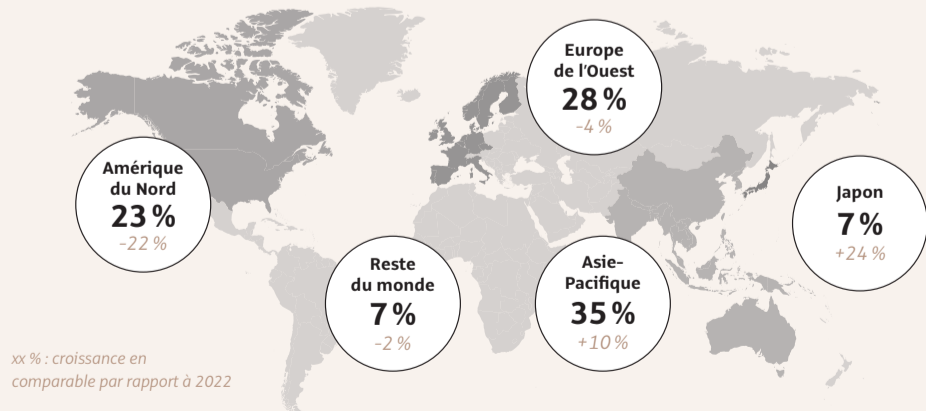 Europe
de l'Ouest
28 %
-4 %
Amérique
du Nord
23 %
-22 %
Japon
7 %
+24 %
Reste
du monde
7 %
-2 %
Asie-
Pacifique
35 %
+10 %
xx % : croissance en
comparable par rapport à 2022